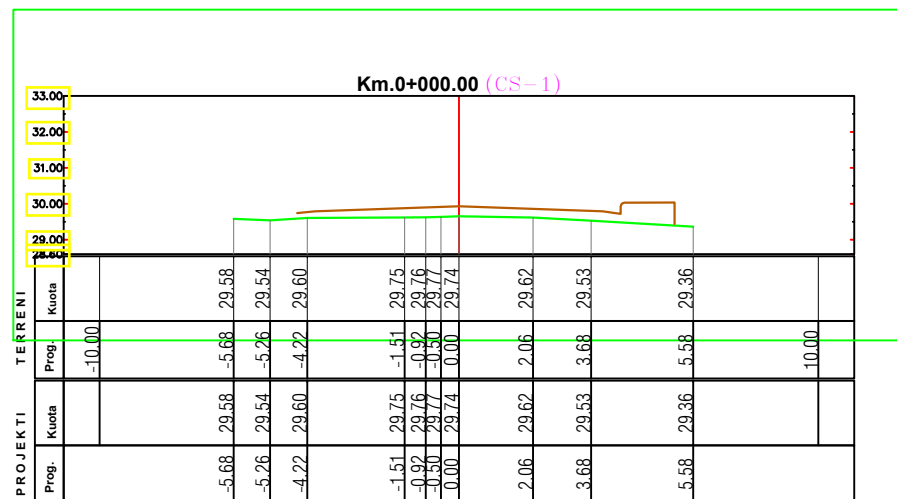 Km.0+000.00 (CS-1)
33.00
32.00
31.00
30.00
29.00
28.60
TERRENI
Kuota
29.58 29.54 29.60 29.75 29.76 29.77 29.74 29.62 29.53 29.36
Prog.
-10.00 -5.68 -5.26 -4.22 -1.51 -0.92 -0.50 0.00 2.06 3.68 5.58 10.00
PROJEKTI
Kuota
29.58 29.54 29.60 29.75 29.76 29.77 29.74 29.62 29.53 29.36
Prog.
-5.68 -5.26 -4.22 -1.51 -0.92 -0.50 0.00 2.06 3.68 5.58